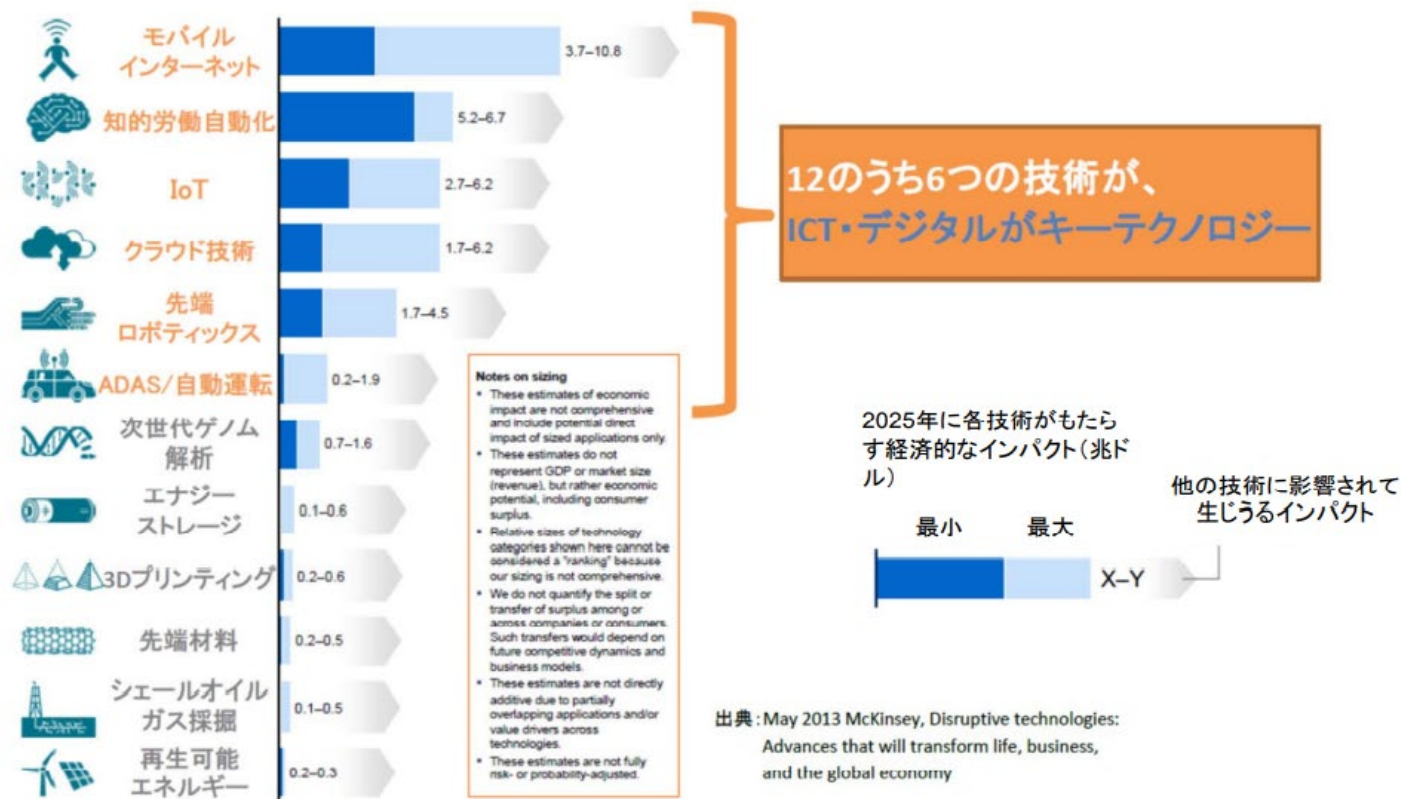 モバイル
インターネット
3.7–10.8
知的労働自動化
5.2–6.7
IoT
2.7–6.2
クラウド技術
1.7–6.2
先端
ロボティックス
1.7–4.5
ADAS/自動運転
0.2–1.9
次世代ゲノム
解析
0.7–1.6
エナジー
ストレージ
0.1–0.6
3Dプリンティング
0.2–0.6
先端材料
0.2–0.5
シェールオイル
ガス採掘
0.1–0.5
再生可能
エネルギー
0.2–0.3
12のうち6つの技術が、
ICT・デジタルがキーテクノロジー
Notes on sizing
• These estimates of economic
impact are not comprehensive
and include potential direct
impact of sized applications only.
• These estimates do not
represent GDP or market size
(revenue), but rather economic
potential, including consumer
surplus.
• Relative sizes of technology
categories shown here cannot be
considered a "ranking" because
our sizing is not comprehensive.
• We do not quantify the split or
transfer of surplus among or
across companies or consumers.
Such transfers would depend on
future competitive dynamics and
business models.
• These estimates are not directly
additive due to partially
overlapping applications and/or
value drivers across
technologies.
• These estimates are not fully
risk- or probability-adjusted.
2025年に各技術がもたら
す経済的なインパクト(兆ド
ル)
最小 最大
X–Y
他の技術に影響されて
生じうるインパクト
出典:May 2013 McKinsey, Disruptive technologies:
Advances that will transform life, business,
and the global economy